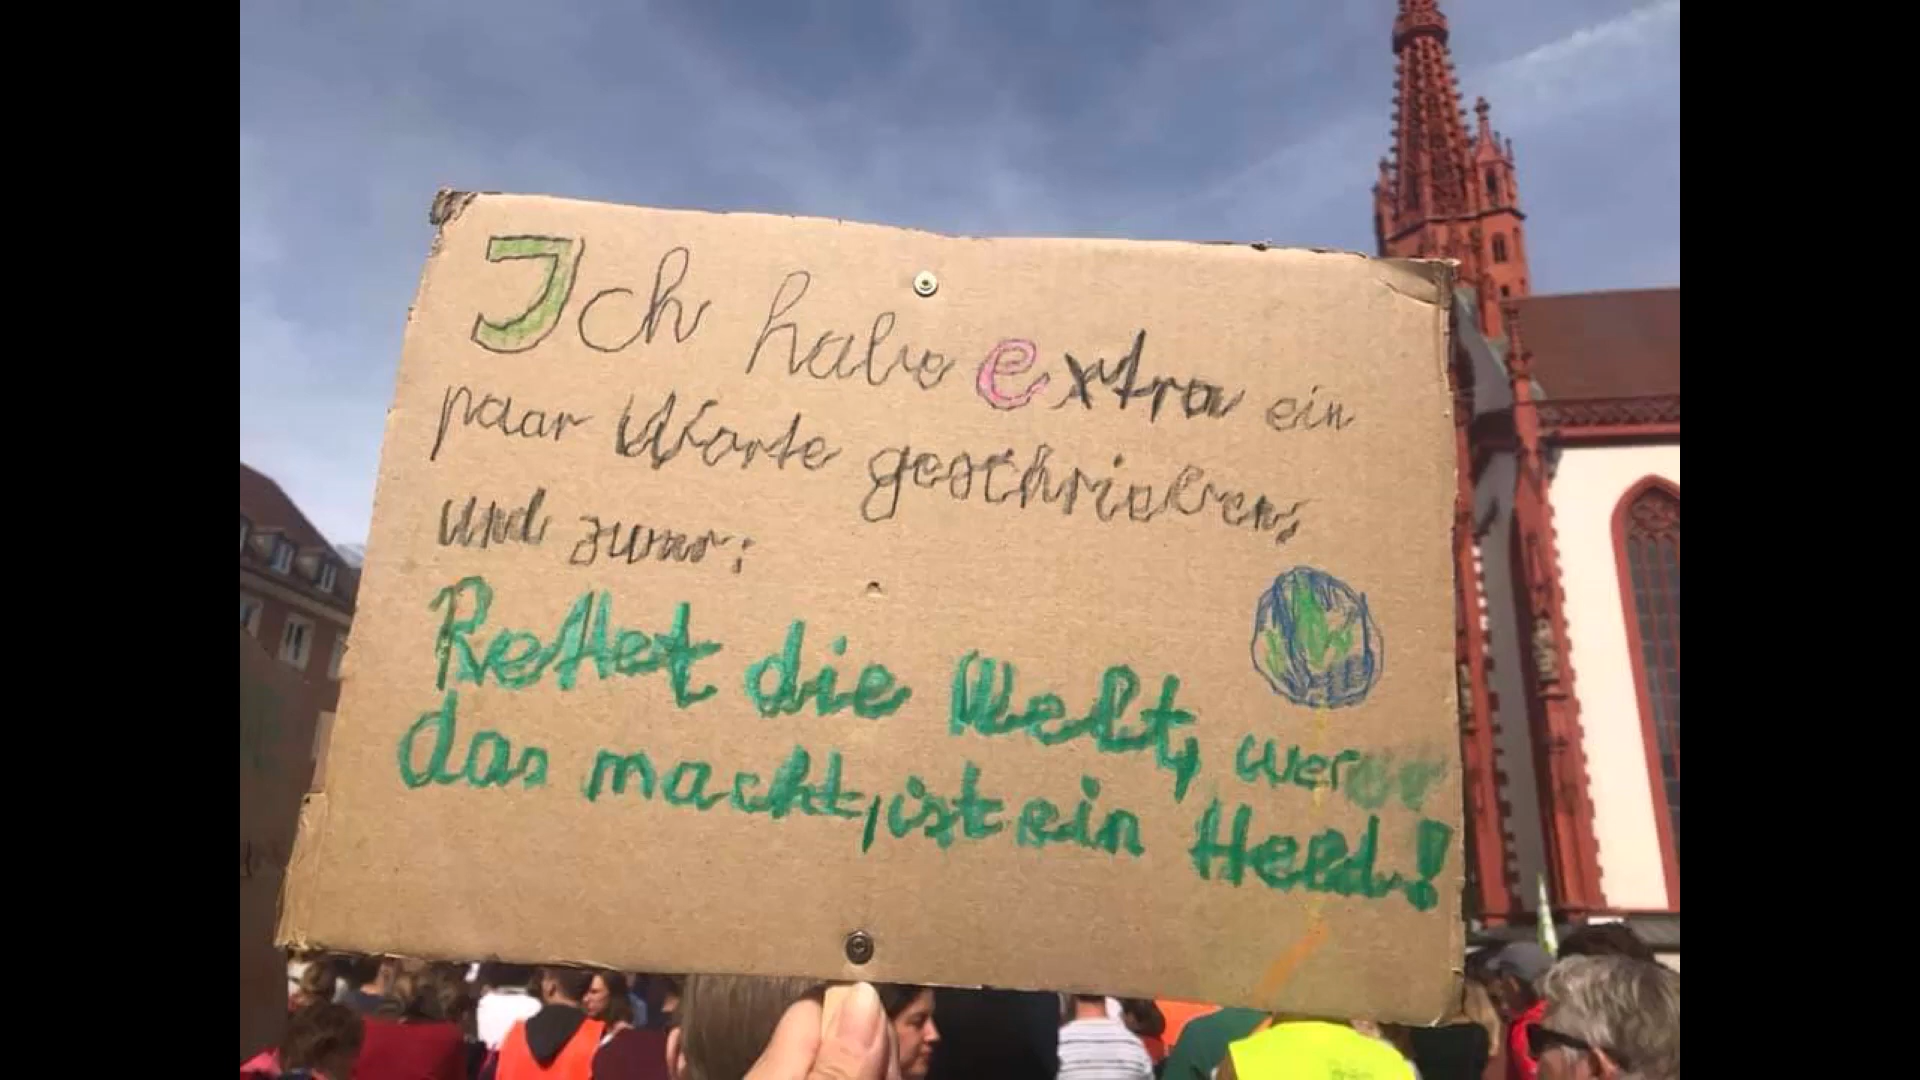 Ich habe extra ein
paar Worte geschrieben,
und zwar:
Rettet die Welt, wer
das macht, ist ein Held!